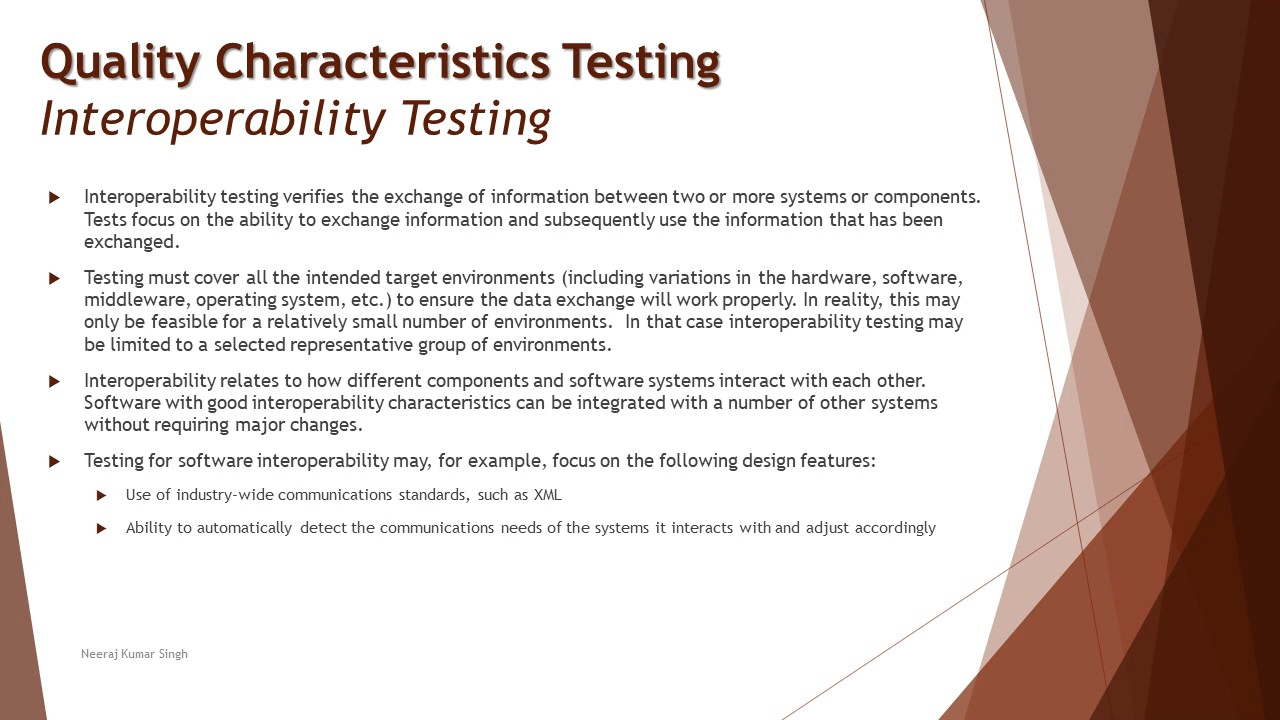 Quality Characteristics Testing
Interoperability Testing
Interoperability testing verifies the exchange of information between two or more systems or components.
Tests focus on the ability to exchange information and subsequently use the information that has been
exchanged.
Testing must cover all the intended target environments (including variations in the hardware, software,
middleware, operating system, etc.) to ensure the data exchange will work properly. In reality, this may
only be feasible for a relatively small number of environments.  In that case interoperability testing may
be limited to a selected representative group of environments.
Interoperability relates to how different components and software systems interact with each other.
Software with good interoperability characteristics can be integrated with a number of other systems
without requiring major changes.
Testing for software interoperability may, for example, focus on the following design features:
Use of industry-wide communications standards, such as XML
Ability to automatically detect the communications needs of the systems it interacts with and adjust accordingly
Neeraj Kumar Singh